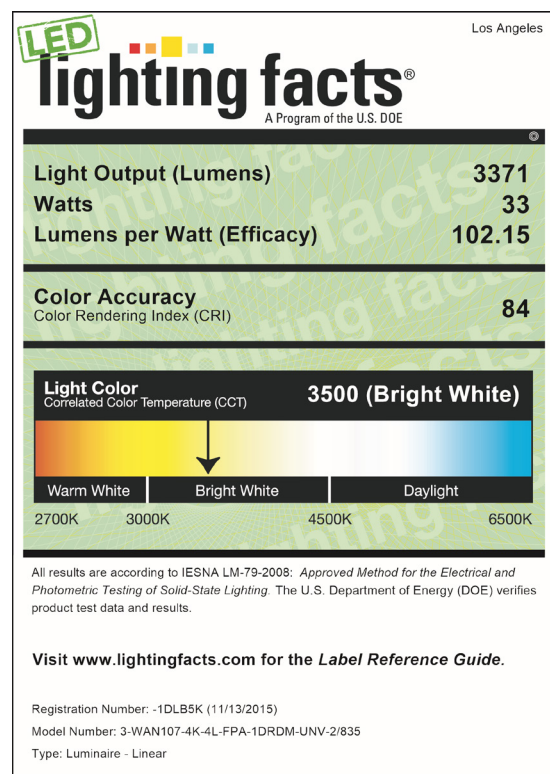 Los Angeles
LED
lighting facts®
A Program of the U.S. DOE
Light Output (Lumens) 3371
Watts 33
Lumens per Watt (Efficacy) 102.15
Color Accuracy
Color Rendering Index (CRI) 84
Light Color
Correlated Color Temperature (CCT) 3500 (Bright White)
Warm White Bright White Daylight
2700K 3000K 4500K 6500K
All results are according to IESNA LM-79-2008: Approved Method for the Electrical and
Photometric Testing of Solid-State Lighting. The U.S. Department of Energy (DOE) verifies
product test data and results.
Visit www.lightingfacts.com for the Label Reference Guide.
Registration Number: -1DLB5K (11/13/2015)
Model Number: 3-WAN107-4K-4L-FPA-1DRDM-UNV-2/835
Type: Luminaire - Linear